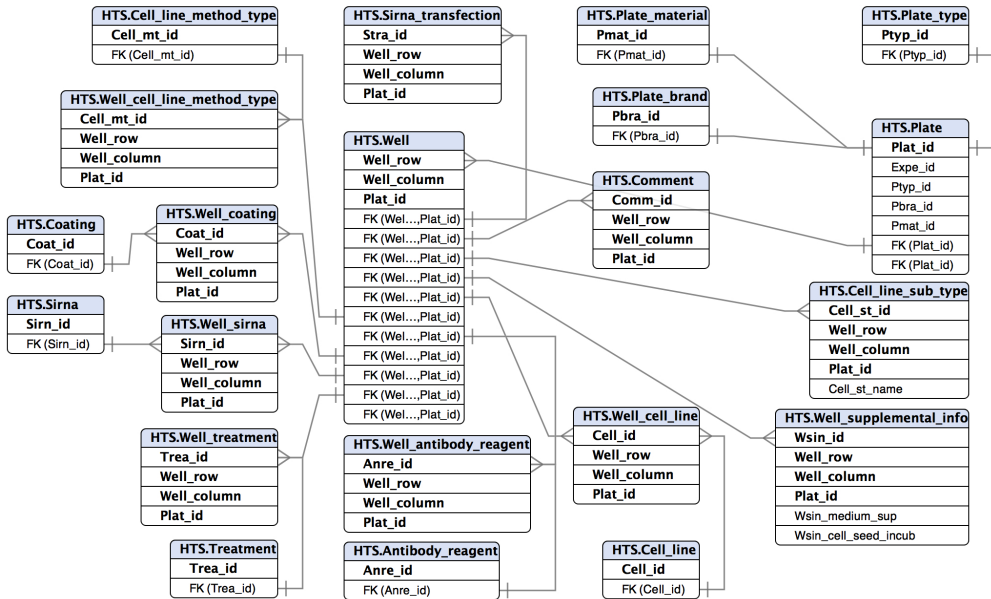 HTS.Cell_line_method_type
Cell_mt_id
FK (Cell_mt_id)
HTS.Well_cell_line_method_type
Cell_mt_id
Well_row
Well_column
Plat_id
HTS.Coating
Coat_id
FK (Coat_id)
HTS.Well_coating
Coat_id
Well_row
Well_column
Plat_id
HTS.Sirna
Sirn_id
FK (Sirn_id)
HTS.Well_sirna
Sirn_id
Well_row
Well_column
Plat_id
HTS.Well_treatment
Trea_id
Well_row
Well_column
Plat_id
HTS.Treatment
Trea_id
FK (Trea_id)
HTS.Sirna_transfection
Stra_id
Well_row
Well_column
Plat_id
HTS.Well
Well_row
Well_column
Plat_id
FK (Wel...,Plat_id)
FK (Wel...,Plat_id)
FK (Wel...,Plat_id)
FK (Wel...,Plat_id)
FK (Wel...,Plat_id)
FK (Wel...,Plat_id)
FK (Wel...,Plat_id)
FK (Wel...,Plat_id)
FK (Wel...,Plat_id)
FK (Wel...,Plat_id)
FK (Wel...,Plat_id)
HTS.Well_antibody_reagent
Anre_id
Well_row
Well_column
Plat_id
HTS.Antibody_reagent
Anre_id
FK (Anre_id)
HTS.Plate_material
Pmat_id
FK (Pmat_id)
HTS.Plate_brand
Pbra_id
FK (Pbra_id)
HTS.Comment
Comm_id
Well_row
Well_column
Plat_id
HTS.Well_cell_line
Cell_id
Well_row
Well_column
Plat_id
HTS.Cell_line
Cell_id
FK (Cell_id)
HTS.Plate_type
Ptyp_id
FK (Ptyp_id)
HTS.Plate
Plat_id
Expe_id
Ptyp_id
Pbra_id
Pmat_id
FK (Plat_id)
FK (Plat_id)
HTS.Cell_line_sub_type
Cell_st_id
Well_row
Well_column
Plat_id
Cell_st_name
HTS.Well_supplemental_info
Wsin_id
Well_row
Well_column
Plat_id
Wsin_medium_sup
Wsin_cell_seed_incub